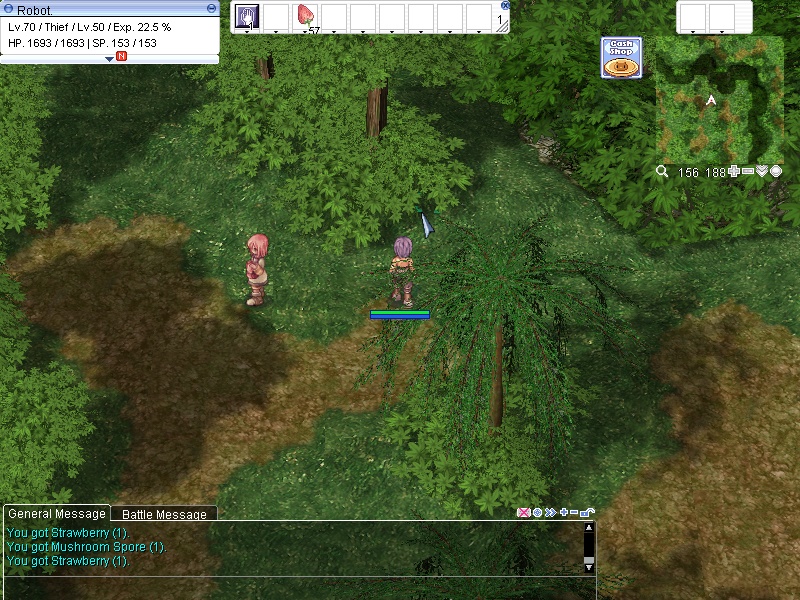 Robot
Lv.70 / Thief / Lv.50 / Exp. 22.5 %
HP. 1693 / 1693 | SP. 153 / 153
N
1
57
1
Cash
Shop
156 188
General Message
Battle Message
You got Strawberry (1).
You got Mushroom Spore (1).
You got Strawberry (1).